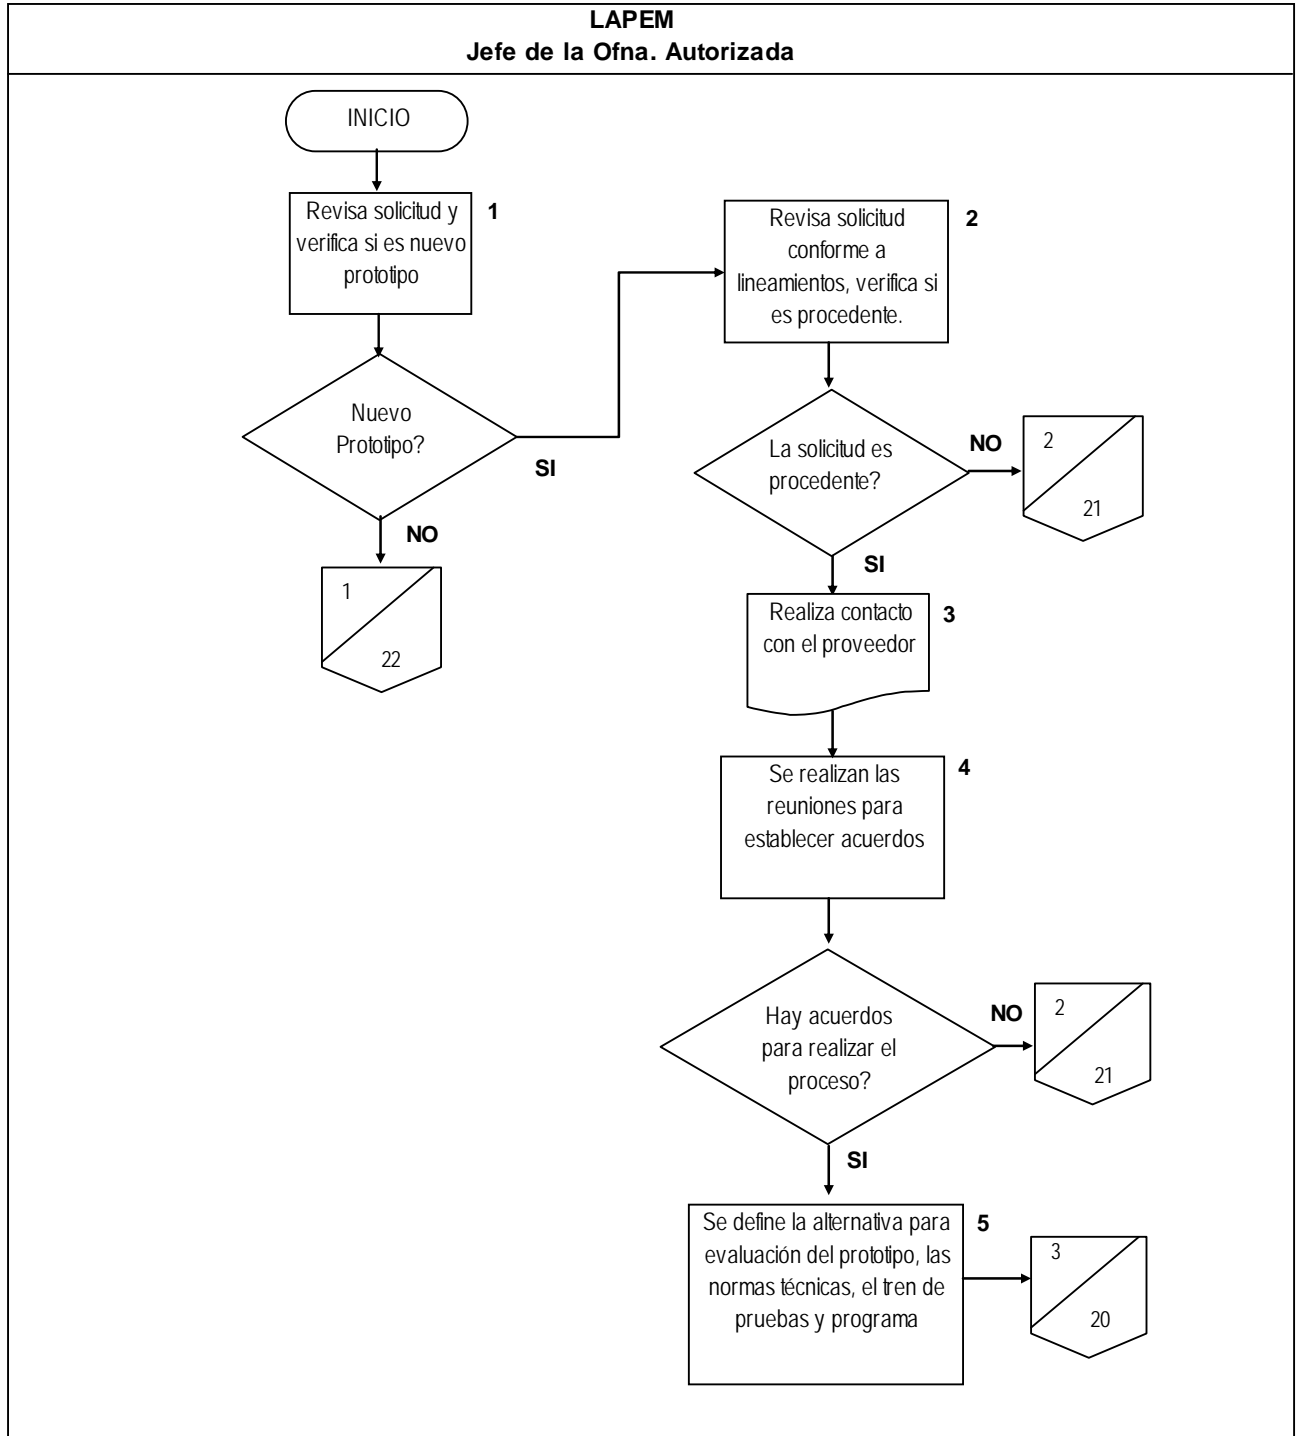 LAPEM
Jefe de la Ofna. Autorizada
INICIO
Revisa solicitud y
verifica si es nuevo
prototipo
1
Nuevo
Prototipo?
SI
NO
1
22
Revisa solicitud
conforme a
lineamientos, verifica si
es procedente.
2
La solicitud es
procedente?
NO
2
21
SI
Realiza contacto
con el proveedor
3
Se realizan las
reuniones para
establecer acuerdos
4
Hay acuerdos
para realizar el
proceso?
NO
2
21
SI
Se define la alternativa para
evaluación del prototipo, las
normas técnicas, el tren de
pruebas y programa
5
3
20